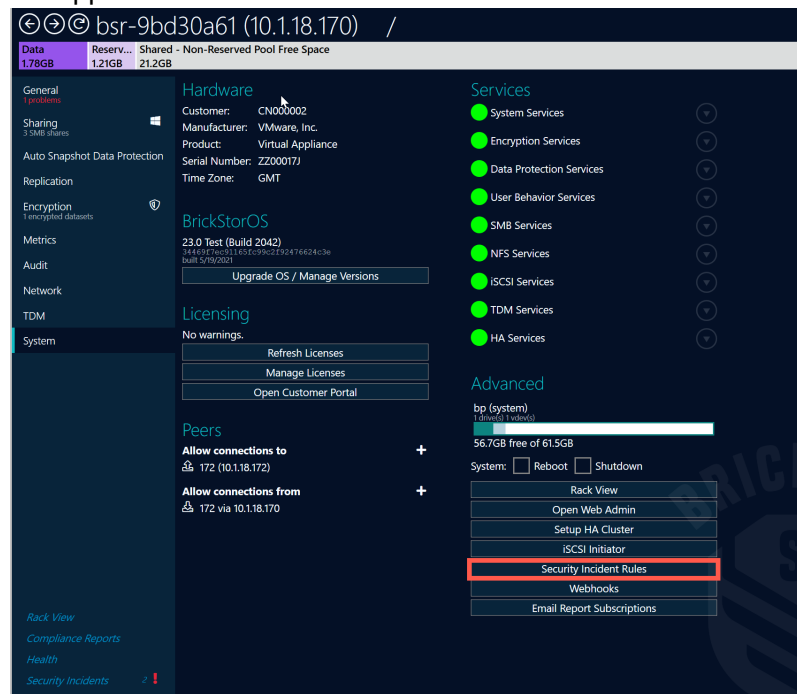 bsr-9bd30a61 (10.1.18.170) /
Data Reserv... Shared - Non-Reserved Pool Free Space
1.78GB 1.21GB 21.2GB
General
1 problems
Sharing
3 SMB shares
Auto Snapshot Data Protection
Replication
Encryption
1 encrypted datasets
Metrics
Audit
Network
TDM
System
Rack View
Compliance Reports
Health
Security Incidents 2 !
Hardware
Customer: CN000002
Manufacturer: VMware, Inc.
Product: Virtual Appliance
Serial Number: ZZ00017J
Time Zone: GMT
BrickStorOS
23.0 Test (Build 2042)
34469f7ec91165fc99c2f92476624c3e
built 5/19/2021
Upgrade OS / Manage Versions
Licensing
No warnings.
Refresh Licenses
Manage Licenses
Open Customer Portal
Peers
Allow connections to +
172 (10.1.18.172)
Allow connections from +
172 via 10.1.18.170
Services
System Services
Encryption Services
Data Protection Services
User Behavior Services
SMB Services
NFS Services
iSCSI Services
TDM Services
HA Services
Advanced
bp (system)
1 drive(s) 1 vdev(s)
56.7GB free of 61.5GB
System: Reboot Shutdown
Rack View
Open Web Admin
Setup HA Cluster
iSCSI Initiator
Security Incident Rules
Webhooks
Email Report Subscriptions